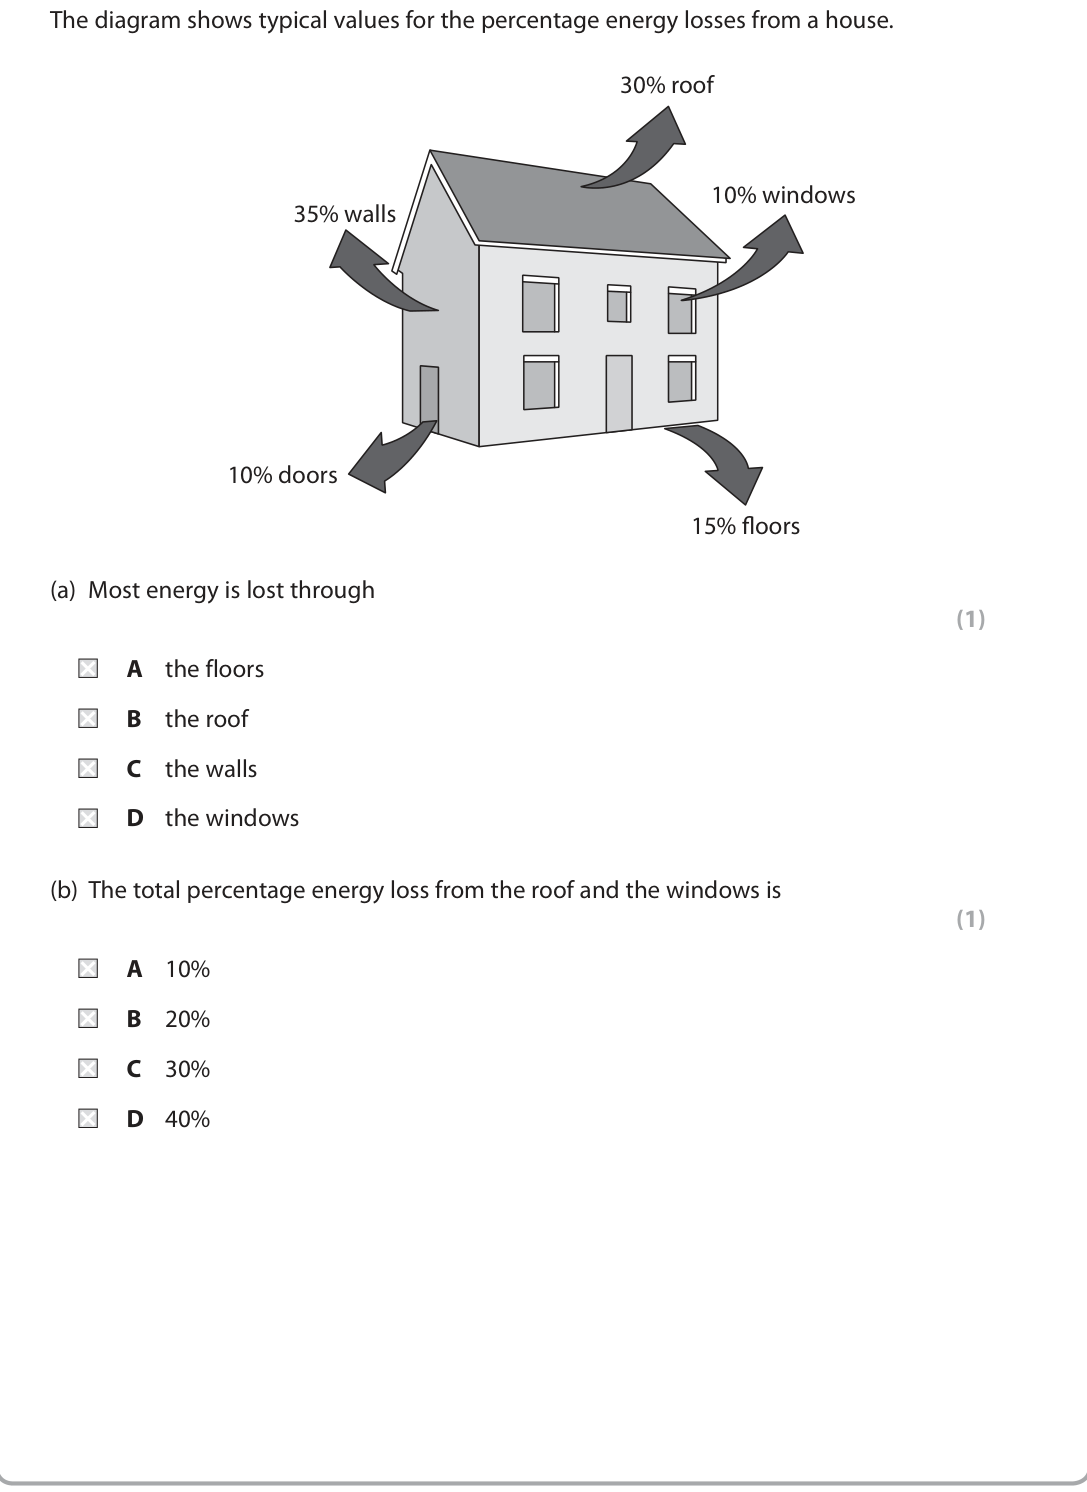 The diagram shows typical values for the percentage energy losses from a house.
30% roof
10% windows
35% walls
10% doors
15% floors
(a) Most energy is lost through
(1)
A the floors
B the roof
C the walls
D the windows
(b) The total percentage energy loss from the roof and the windows is
(1)
A 10%
B 20%
C 30%
D 40%